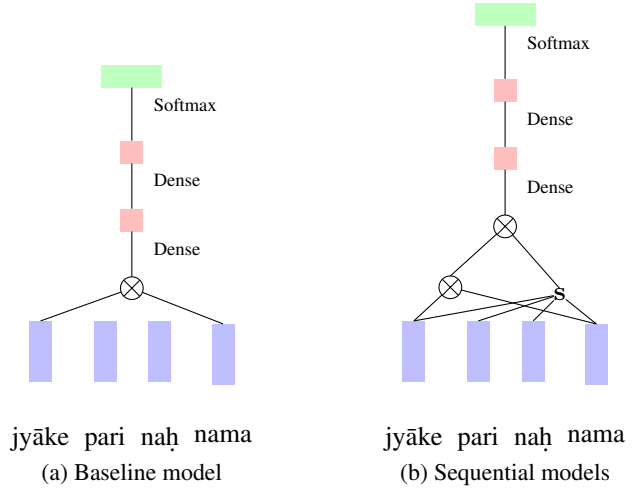 Softmax
Dense
Dense
jyāke pari naḥ nama
(a) Baseline model
Softmax
Dense
Dense
s
jyāke pari naḥ nama
(b) Sequential models